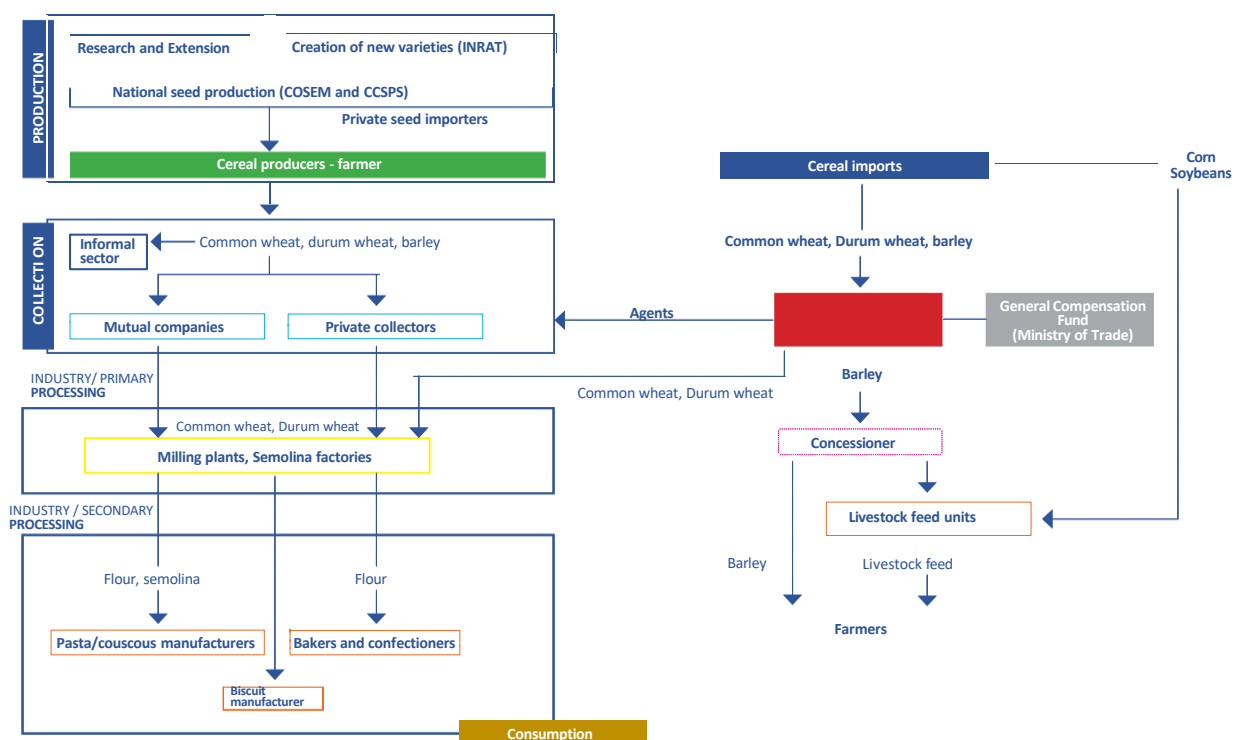 PRODUCTION
Research and Extension
Creation of new varieties (INRAT)
National seed production (COSEM and CCSPS)
Private seed importers
Cereal producers - farmer
Cereal imports
Corn
Soybeans
COLLECTI ON
Informal
sector
Common wheat, durum wheat, barley
Common wheat, Durum wheat, barley
Mutual companies
Private collectors
Agents
General Compensation
Fund
(Ministry of Trade)
INDUSTRY/ PRIMARY
PROCESSING
Common wheat, Durum wheat
Barley
Common wheat, Durum wheat
Milling plants, Semolina factories
Concessioner
INDUSTRY / SECONDARY
PROCESSING
Livestock feed units
Flour, semolina
Flour
Barley
Livestock feed
Pasta/couscous manufacturers
Bakers and confectioners
Farmers
Biscuit
manufacturer
Consumption